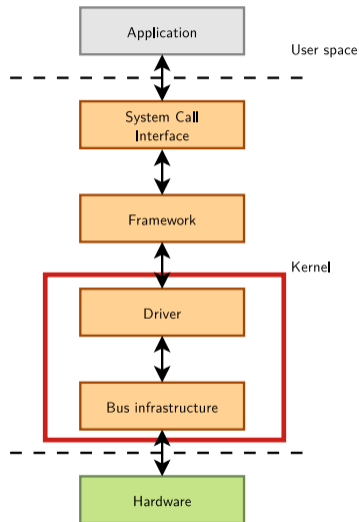 Application
User space
System Call
Interface
Framework
Kernel
Driver
Bus infrastructure
Hardware